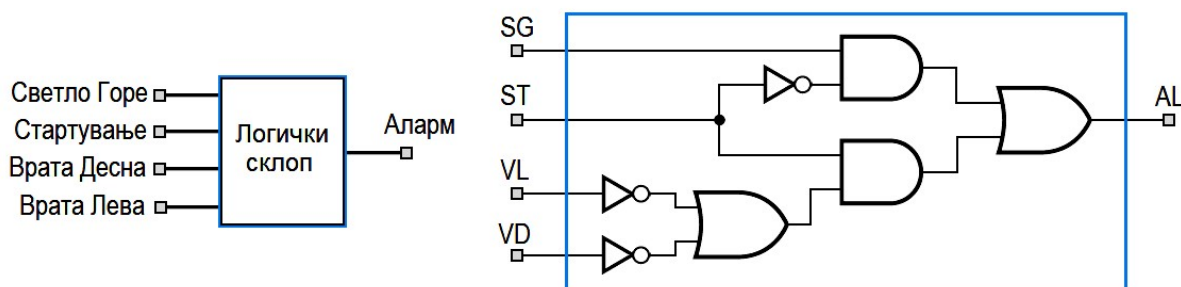 Светло Горе
Стартување
Врата Десна
Врата Лева
Логички
склоп
Аларм
SG
ST
VL
VD
AL